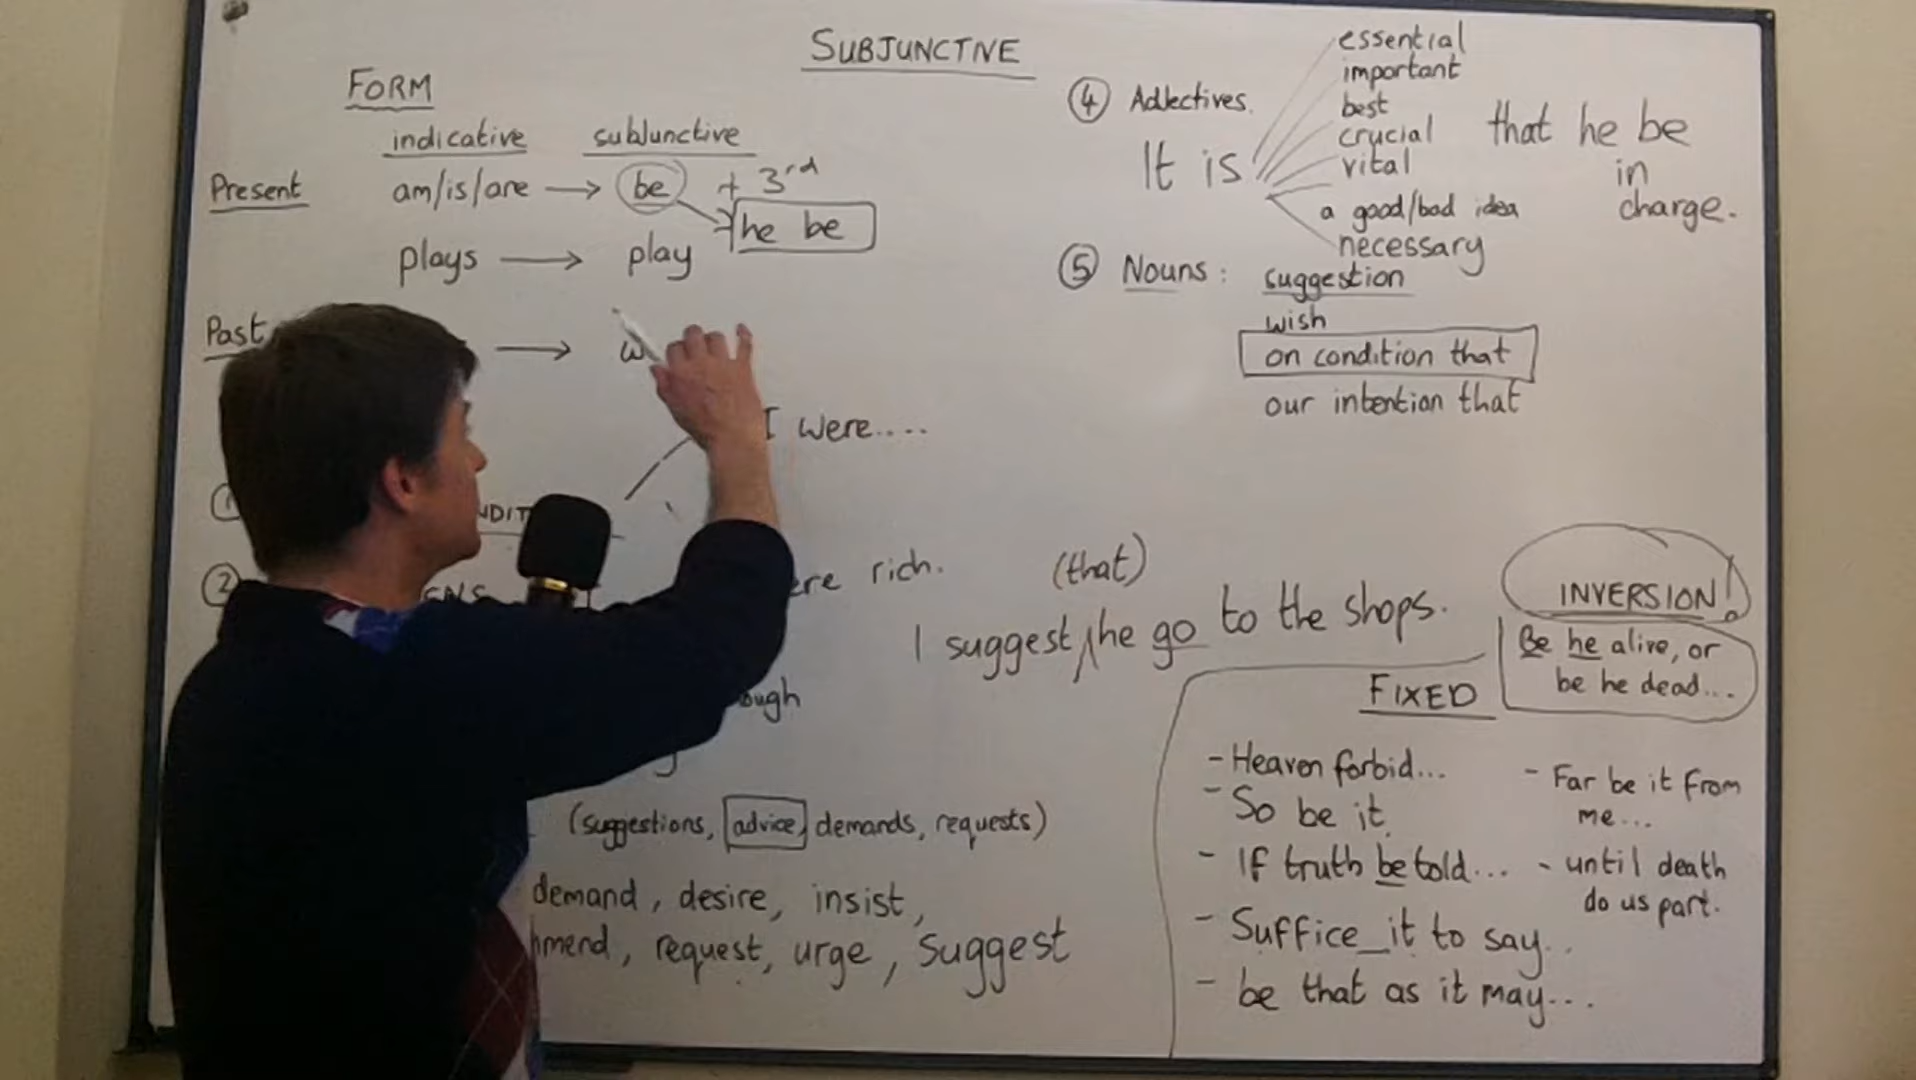 SUBJUNCTIVE
FORM
indicative subjunctive
Present am/is/are → be + 3rd
he be
plays → play
Past →
I were....
①
②
ere rich.
ough
(suggestions, advice, demands, requests)
demand, desire, insist,
mmend, request, urge, suggest
④ Adjectives.
It is
essential
important
best
crucial
vital
a good/bad idea
necessary
that he be
in
charge.
⑤ Nouns: suggestion
wish
on condition that
our intention that
(that)
I suggest, he go to the shops.
INVERSION!
Be he alive, or
be he dead...
FIXED
- Heaven forbid...
- So be it.
- If truth be told...
- Suffice it to say...
- be that as it may...
- Far be it from
me...
- until death
do us part.